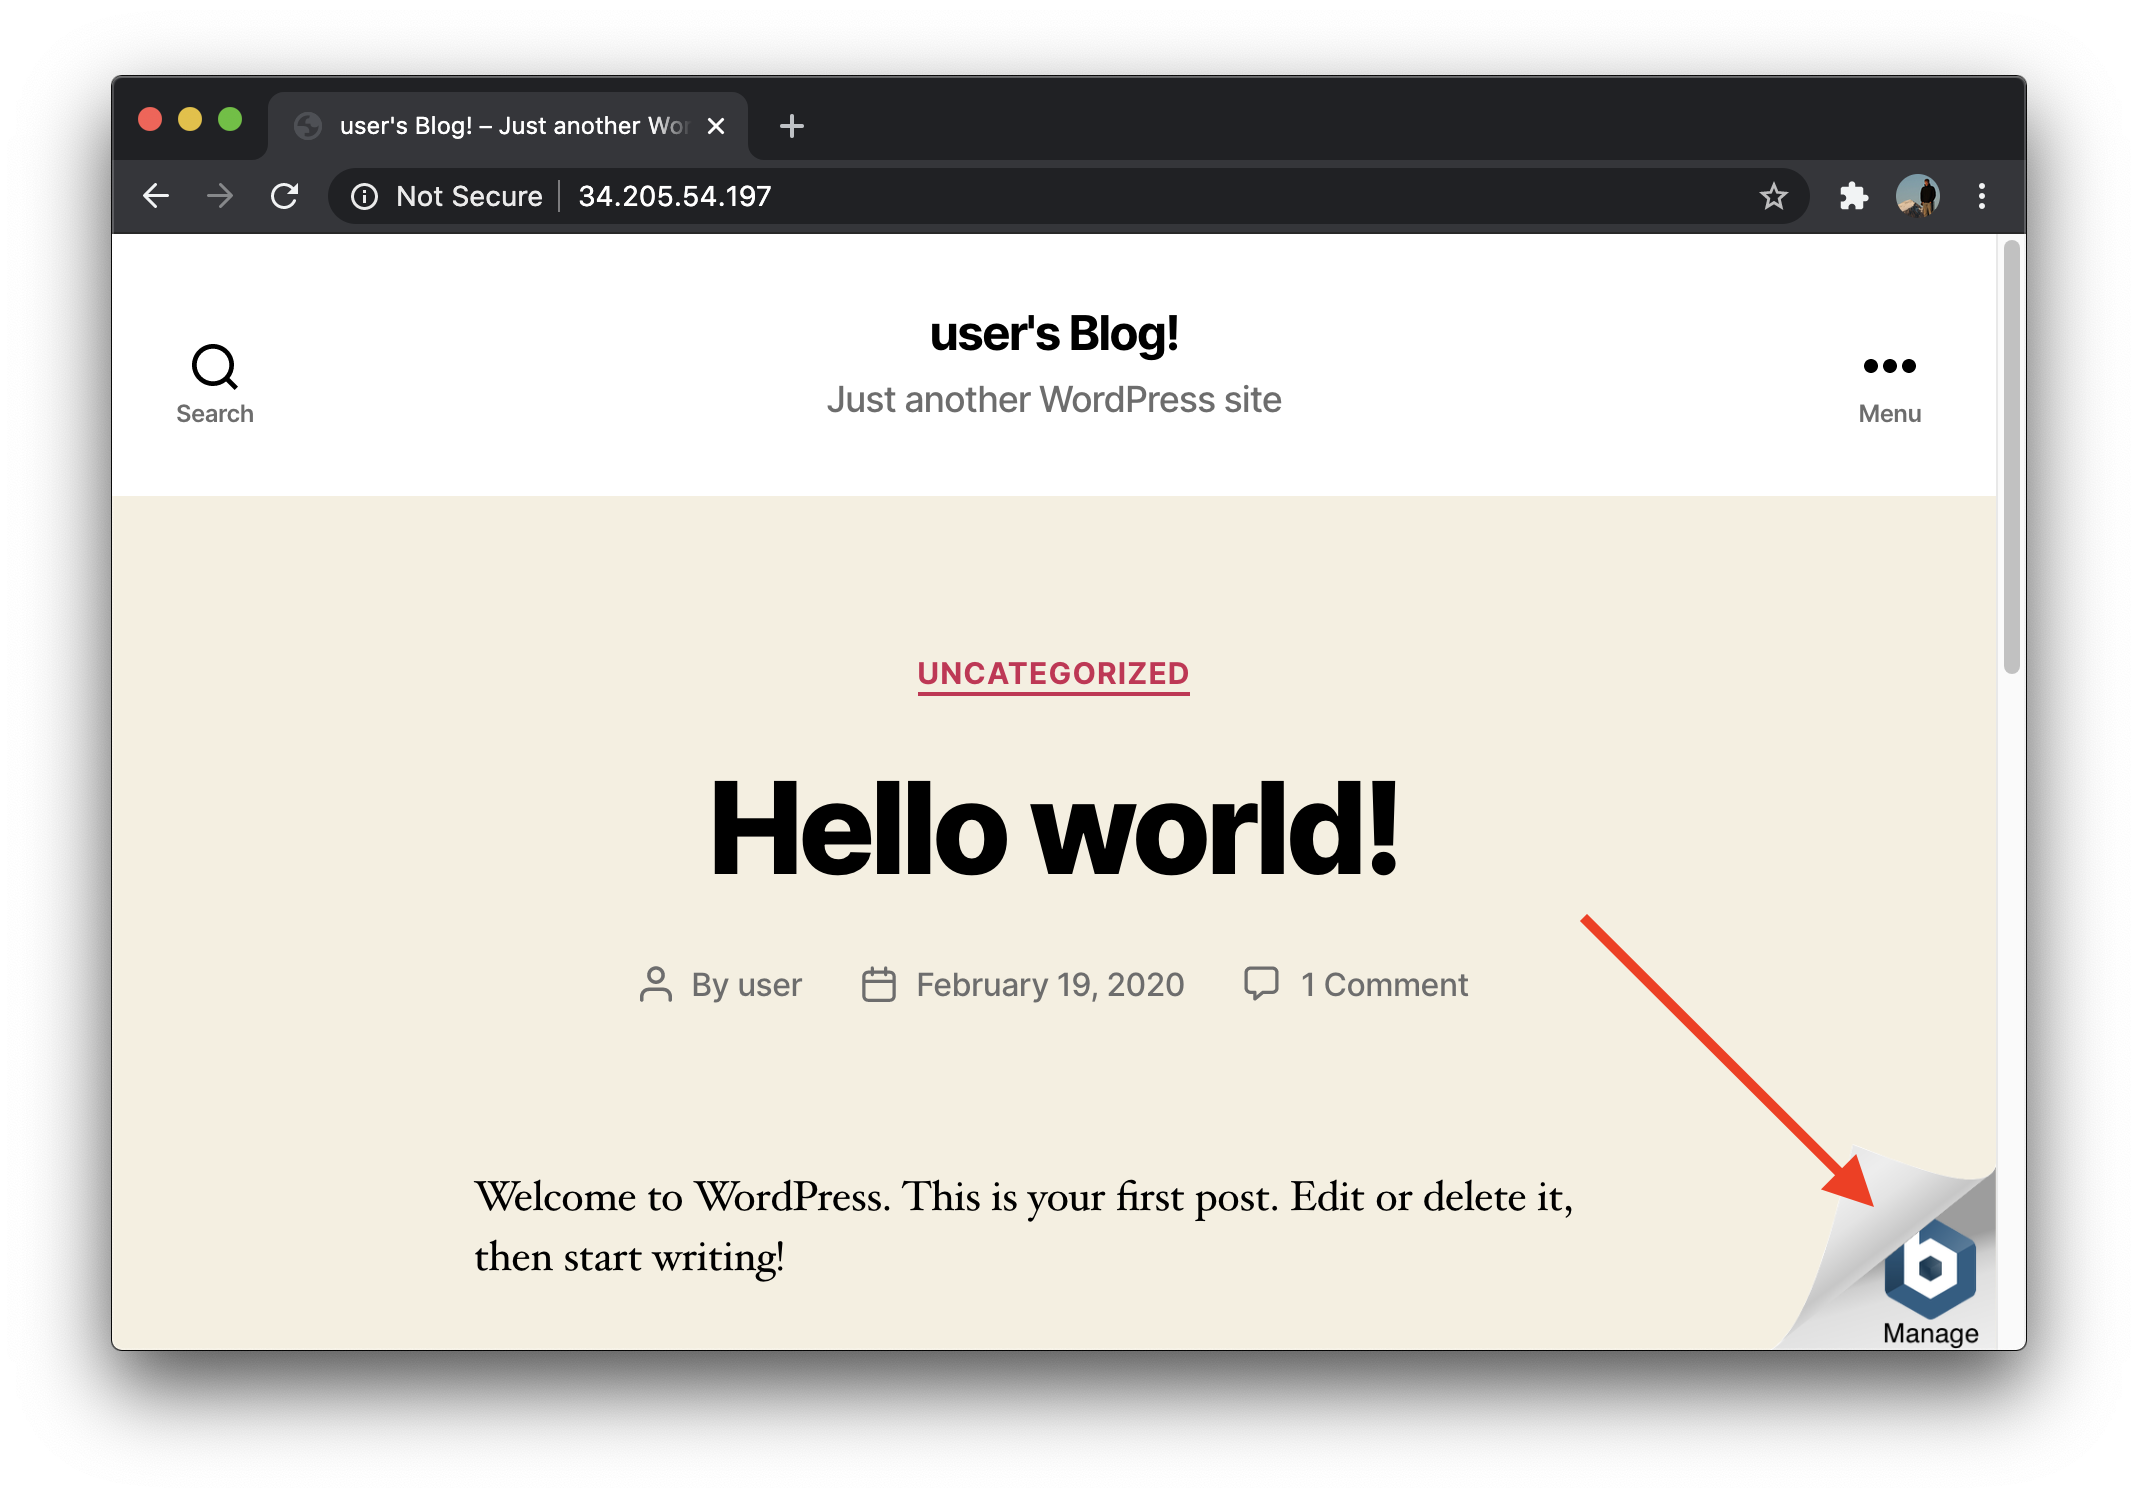 user's Blog! – Just another Wor
Not Secure 34.205.54.197
user's Blog!
Just another WordPress site
Search
Menu
UNCATEGORIZED
Hello world!
By user February 19, 2020 1 Comment
Welcome to WordPress. This is your first post. Edit or delete it,
then start writing!
b
Manage